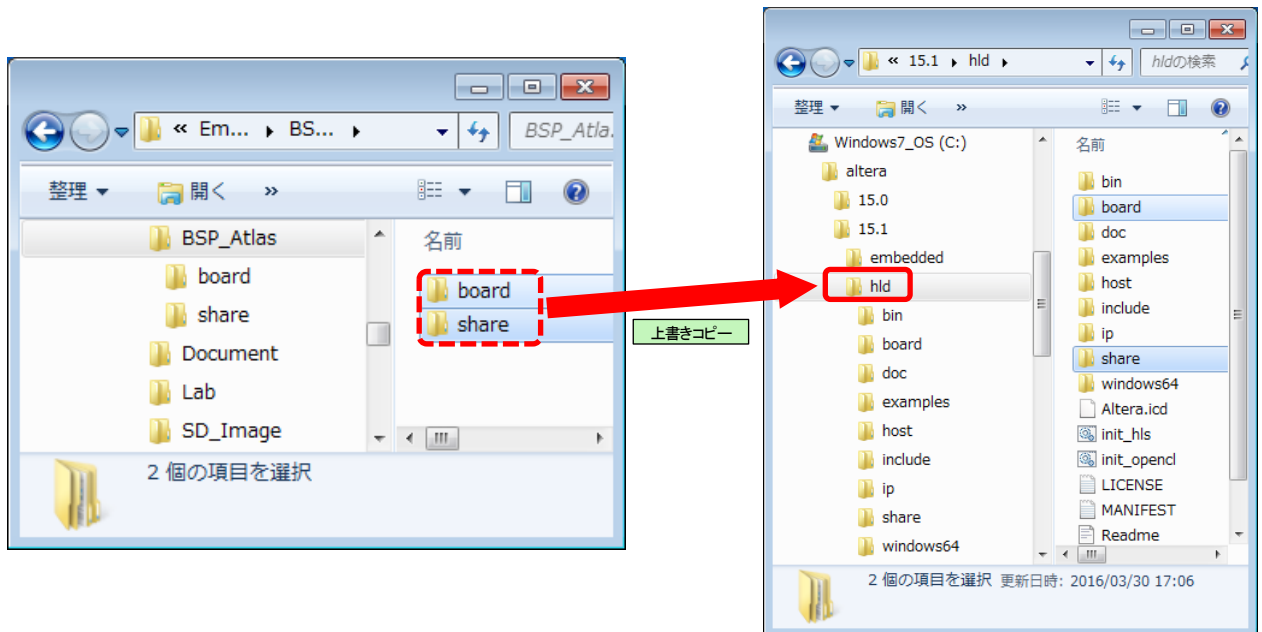 « Em... ▸ BS... ▸
BSP_Atla
整理 ▼ 開く »
BSP_Atlas
board
share
Document
Lab
SD_Image
名前
board
share
2 個の項目を選択
上書きコピー
« 15.1 ▸ hld ▸
hldの検索
整理 ▼ 開く »
Windows7_OS (C:)
altera
15.0
15.1
embedded
hld
bin
board
doc
examples
host
include
ip
share
windows64
名前
bin
board
doc
examples
host
include
ip
share
windows64
Altera.icd
init_hls
init_opencl
LICENSE
MANIFEST
Readme
2 個の項目を選択 更新日時: 2016/03/30 17:06